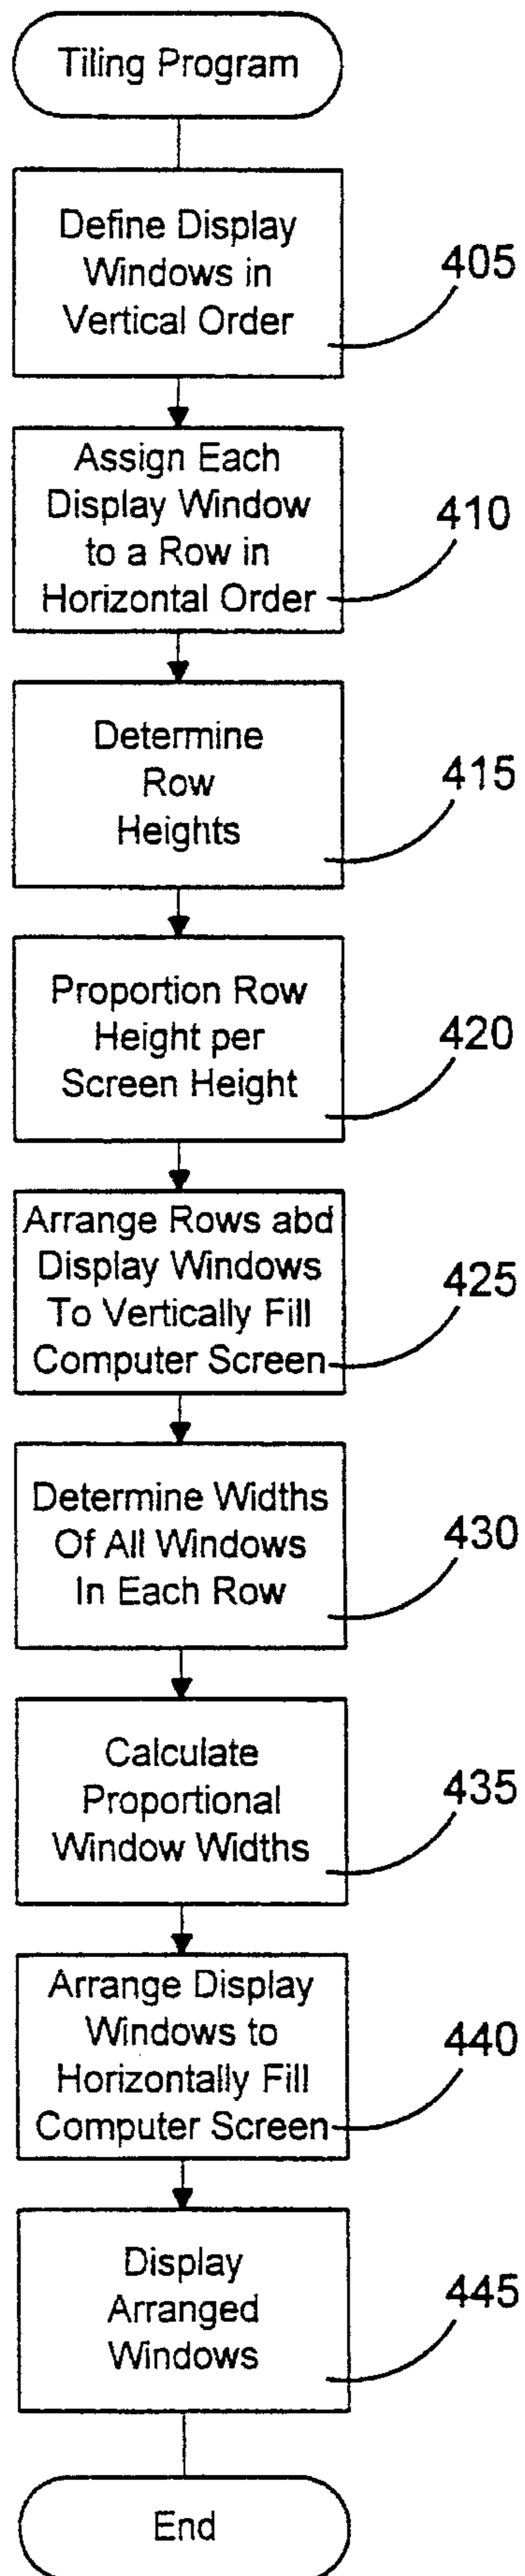 Tiling Program
Define Display
Windows in
Vertical Order
405
Assign Each
Display Window
to a Row in
Horizontal Order
410
Determine
Row
Heights
415
Proportion Row
Height per
Screen Height
420
Arrange Rows abd
Display Windows
To Vertically Fill
Computer Screen
425
Determine Widths
Of All Windows
In Each Row
430
Calculate
Proportional
Window Widths
435
Arrange Display
Windows to
Horizontally Fill
Computer Screen
440
Display
Arranged
Windows
445
End